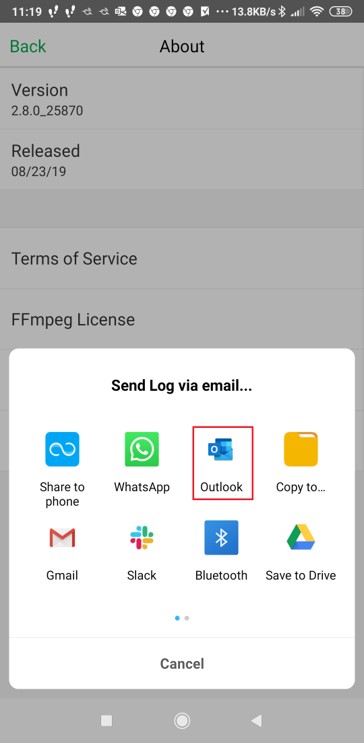 11:19 ... 13.8KB/s 38
Back About
Version
2.8.0_25870
Released
08/23/19
Terms of Service
FFmpeg License
Send Log via email...
Share to phone
WhatsApp
Outlook
Copy to...
Gmail
Slack
Bluetooth
Save to Drive
Cancel